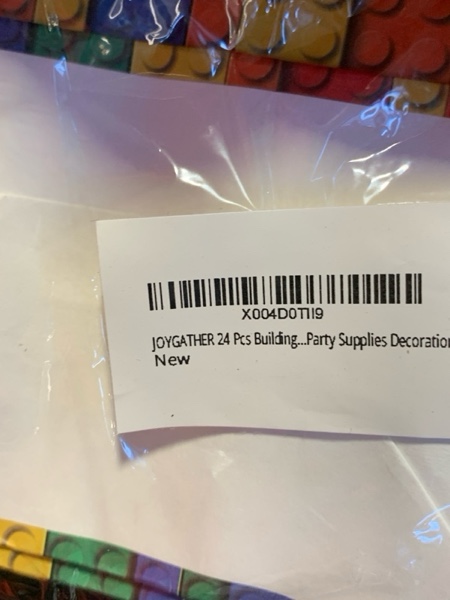 X004D0TII9
JOYGATHER 24 Pcs Building...Party Supplies Decoration
New